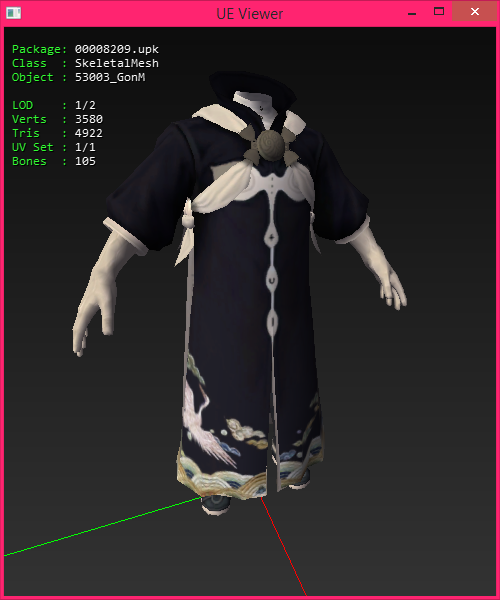 UE Viewer
Package: 00008209.upk
Class  : SkeletalMesh
Object : 53003_GonM
LOD    : 1/2
Verts  : 3580
Tris   : 4922
UV Set : 1/1
Bones  : 105